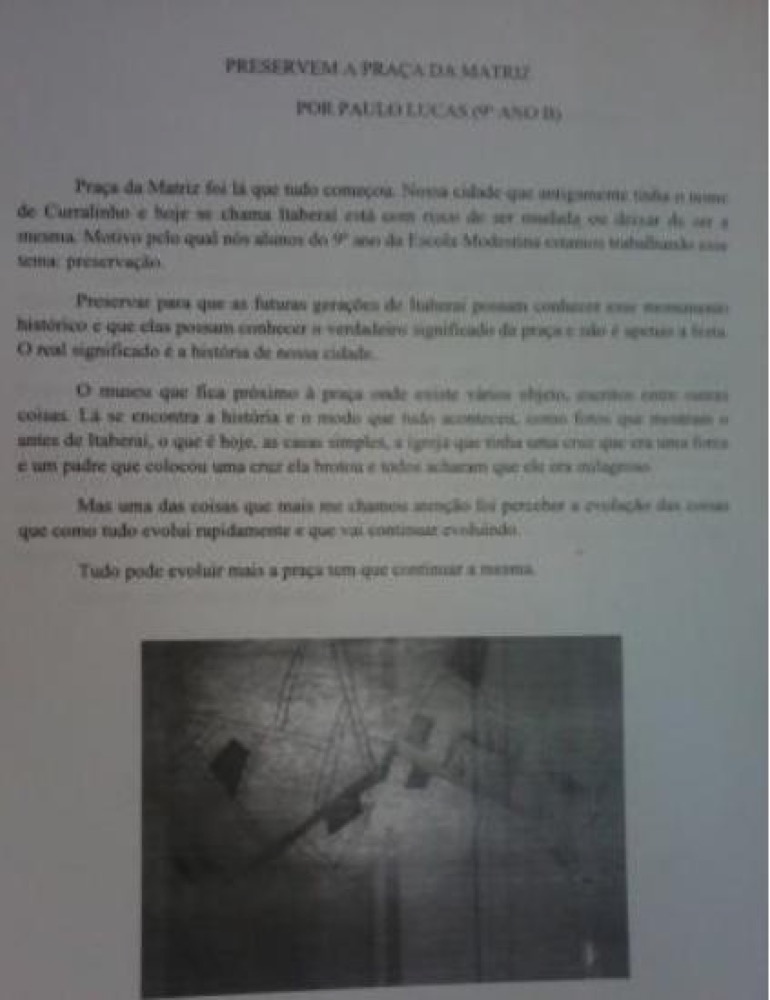 PRESERVEM A PRAÇA DA MATRIZ
POR PAULO LUCAS (9º ANO B)
Praça da Matriz foi lá que tudo começou. Nossa cidade que antigamente tinha o nome
de Curralinho e hoje se chama Itaberaí está com risco de ser mudada ou deixar de ser a
mesma. Motivo pelo qual nós alunos do 9º ano da Escola Modestina estamos trabalhando esse
tema: preservação.
Preservar para que as futuras gerações de Itaberaí possam conhecer esse monumento
histórico e que elas possam conhecer o verdadeiro significado da praça e não é apenas a festa.
O real significado é a história de nossa cidade.
O museu que fica próximo à praça onde existe vários objeto, escritos entre outras
coisas. Lá se encontra a história e o modo que tudo aconteceu, como fotos que mostram o
antes de Itaberaí, o que é hoje, as casas simples, a igreja que tinha uma cruz que era uma forca
e um padre que colocou uma cruz ela brotou e todos acharam que ele era milagroso.
Mas uma das coisas que mais me chamou atenção foi perceber a evolução das coisas
que como tudo evolui rapidamente e que vai continuar evoluindo.
Tudo pode evoluir mais a praça tem que continuar a mesma.